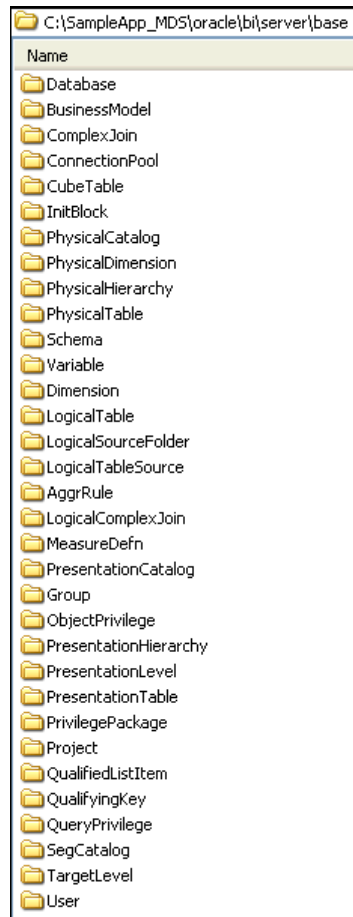 C:\SampleApp_MDS\oracle\bi\server\base
Name
Database
BusinessModel
ComplexJoin
ConnectionPool
CubeTable
InitBlock
PhysicalCatalog
PhysicalDimension
PhysicalHierarchy
PhysicalTable
Schema
Variable
Dimension
LogicalTable
LogicalSourceFolder
LogicalTableSource
AggrRule
LogicalComplexJoin
MeasureDefn
PresentationCatalog
Group
ObjectPrivilege
PresentationHierarchy
PresentationLevel
PresentationTable
PrivilegePackage
Project
QualifiedListItem
QualifyingKey
QueryPrivilege
SegCatalog
TargetLevel
User